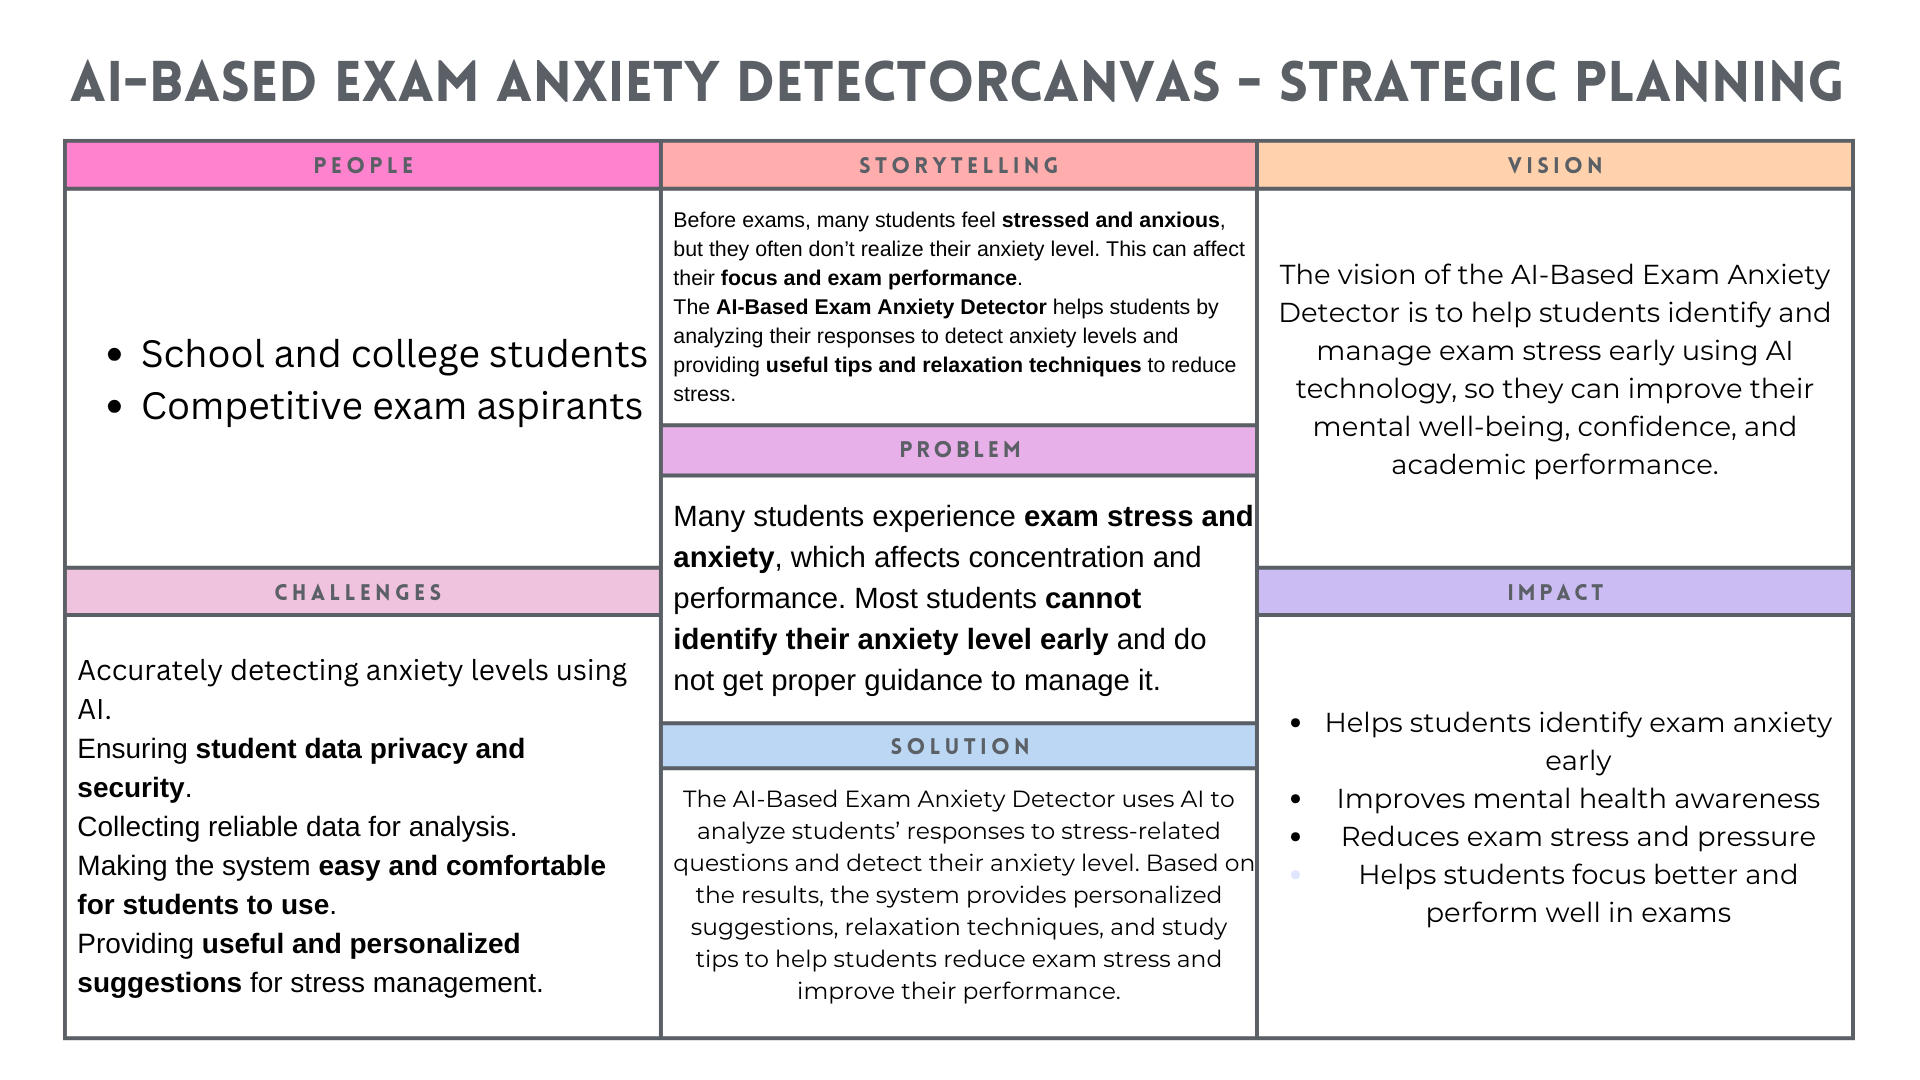 AI-BASED EXAM ANXIETY DETECTORCANVAS - STRATEGIC PLANNING
PEOPLE
• School and college students
• Competitive exam aspirants
CHALLENGES
Accurately detecting anxiety levels using
AI.
Ensuring student data privacy and
security.
Collecting reliable data for analysis.
Making the system easy and comfortable
for students to use.
Providing useful and personalized
suggestions for stress management.
STORYTELLING
Before exams, many students feel stressed and anxious,
but they often don’t realize their anxiety level. This can affect
their focus and exam performance.
The AI-Based Exam Anxiety Detector helps students by
analyzing their responses to detect anxiety levels and
providing useful tips and relaxation techniques to reduce
stress.
PROBLEM
Many students experience exam stress and
anxiety, which affects concentration and
performance. Most students cannot
identify their anxiety level early and do
not get proper guidance to manage it.
SOLUTION
The AI-Based Exam Anxiety Detector uses AI to
analyze students’ responses to stress-related
questions and detect their anxiety level. Based on
the results, the system provides personalized
suggestions, relaxation techniques, and study
tips to help students reduce exam stress and
improve their performance.
VISION
The vision of the AI-Based Exam Anxiety
Detector is to help students identify and
manage exam stress early using AI
technology, so they can improve their
mental well-being, confidence, and
academic performance.
IMPACT
• Helps students identify exam anxiety
early
• Improves mental health awareness
• Reduces exam stress and pressure
• Helps students focus better and
perform well in exams